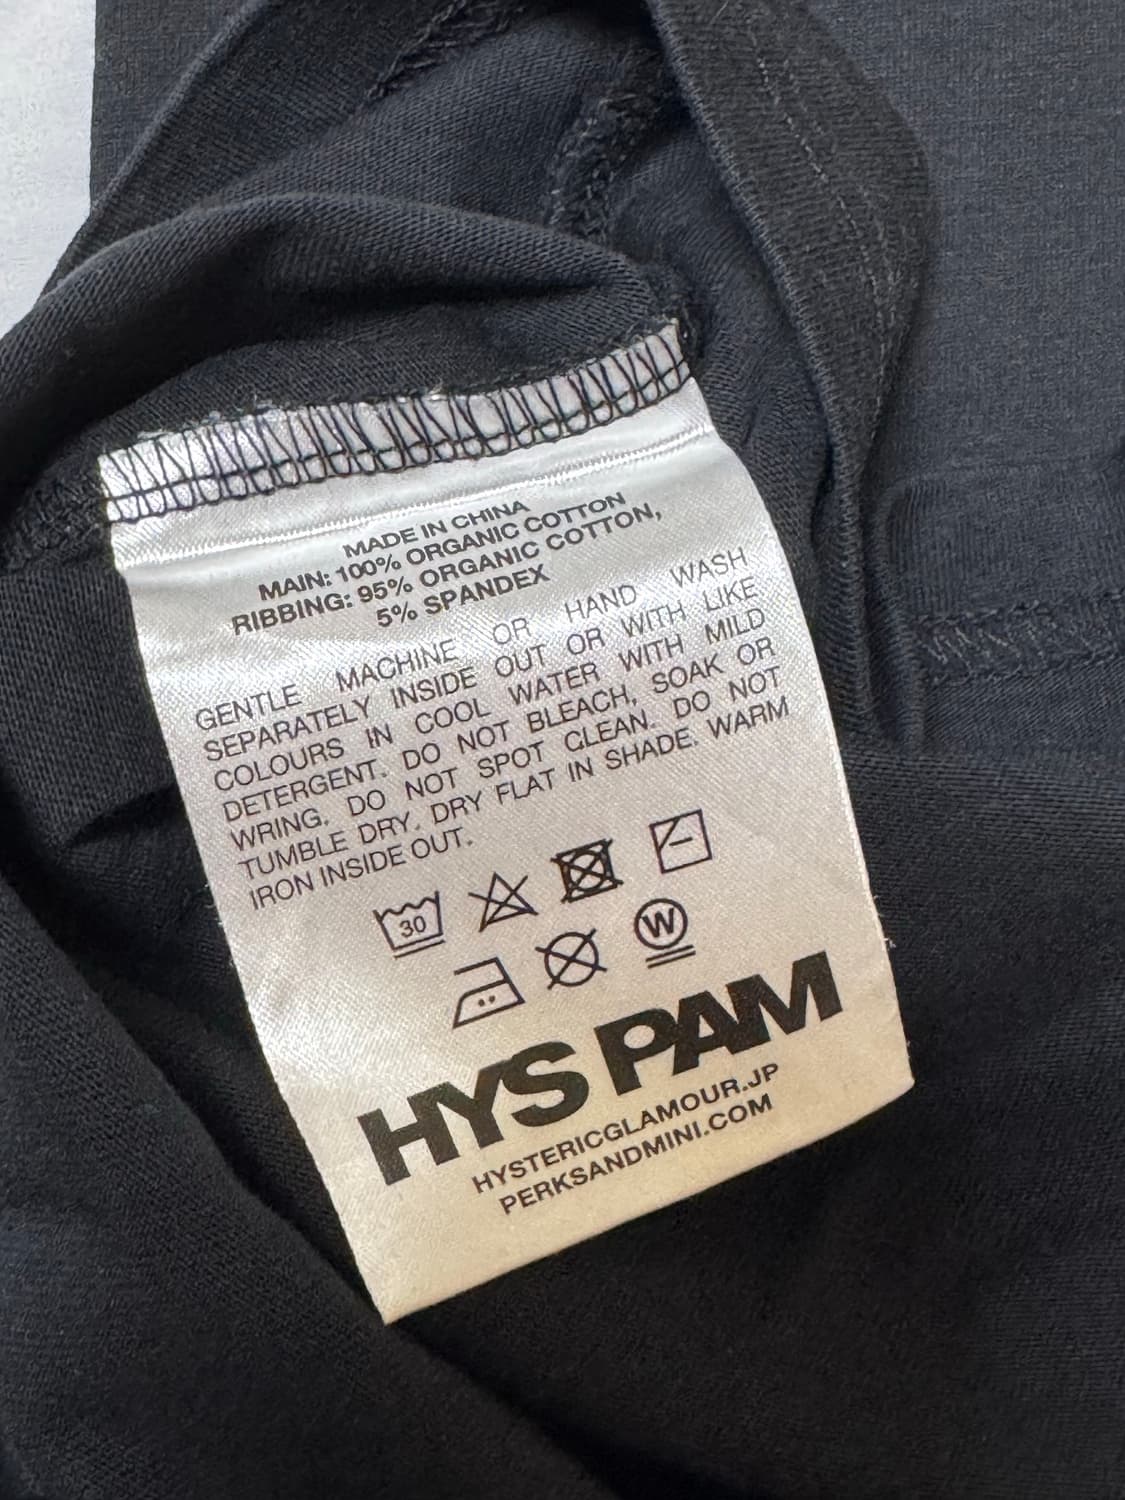 MADE IN CHINA
MAIN: 100% ORGANIC COTTON
RIBBING: 95% ORGANIC COTTON,
5% SPANDEX
GENTLE MACHINE OR HAND WASH
SEPARATELY INSIDE OUT OR WITH LIKE
COLOURS IN COOL WATER WITH MILD
DETERGENT. DO NOT BLEACH, SOAK OR
WRING. DO NOT SPOT CLEAN. DO NOT
TUMBLE DRY. DRY FLAT IN SHADE. WARM
IRON INSIDE OUT.
30
W
HYS PAM
HYSTERICGLAMOUR.JP
PERKSANDMINI.COM